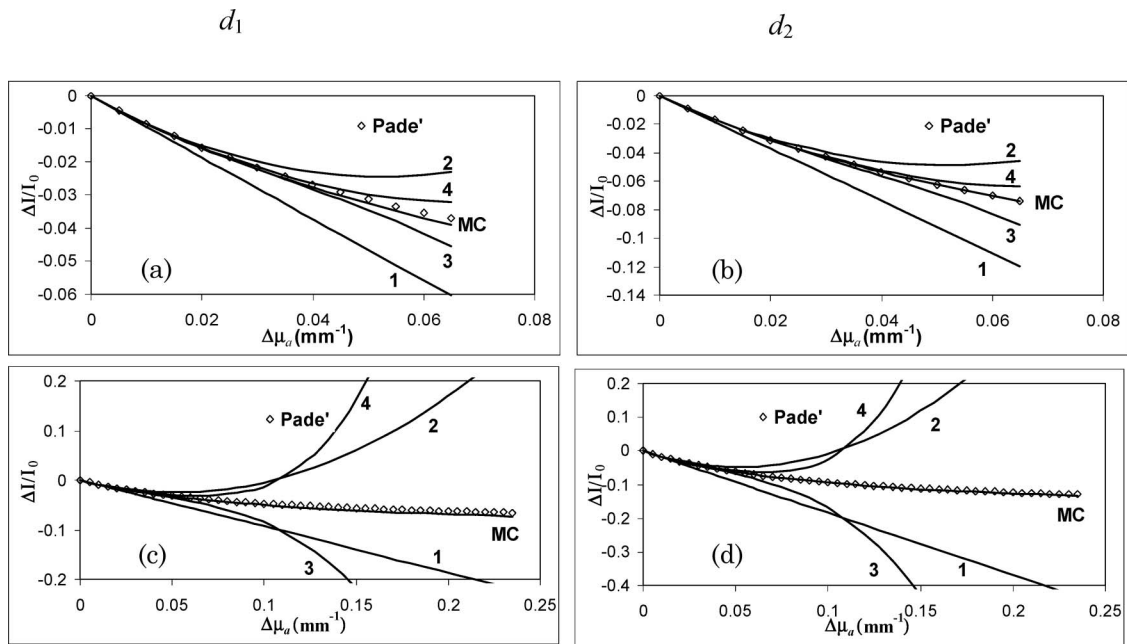 d1
d2
ΔI/I0
0
-0.01
-0.02
-0.03
-0.04
-0.05
-0.06
◇ Pade'
2
4
MC
3
1
(a)
0 0.02 0.04 0.06 0.08
Δμa(mm-1)
ΔI/I0
0
-0.02
-0.04
-0.06
-0.08
-0.1
-0.12
-0.14
◇ Pade'
2
4
MC
3
1
(b)
0 0.02 0.04 0.06 0.08
Δμa(mm-1)
ΔI/I0
0.2
0.1
0
-0.1
-0.2
◇ Pade'
4
2
MC
1
3
(c)
0 0.05 0.1 0.15 0.2 0.25
Δμa(mm-1)
ΔI/I0
0.2
0.1
0
-0.1
-0.2
-0.3
-0.4
◇ Pade'
4
2
MC
1
3
(d)
0 0.05 0.1 0.15 0.2 0.25
Δμa(mm-1)